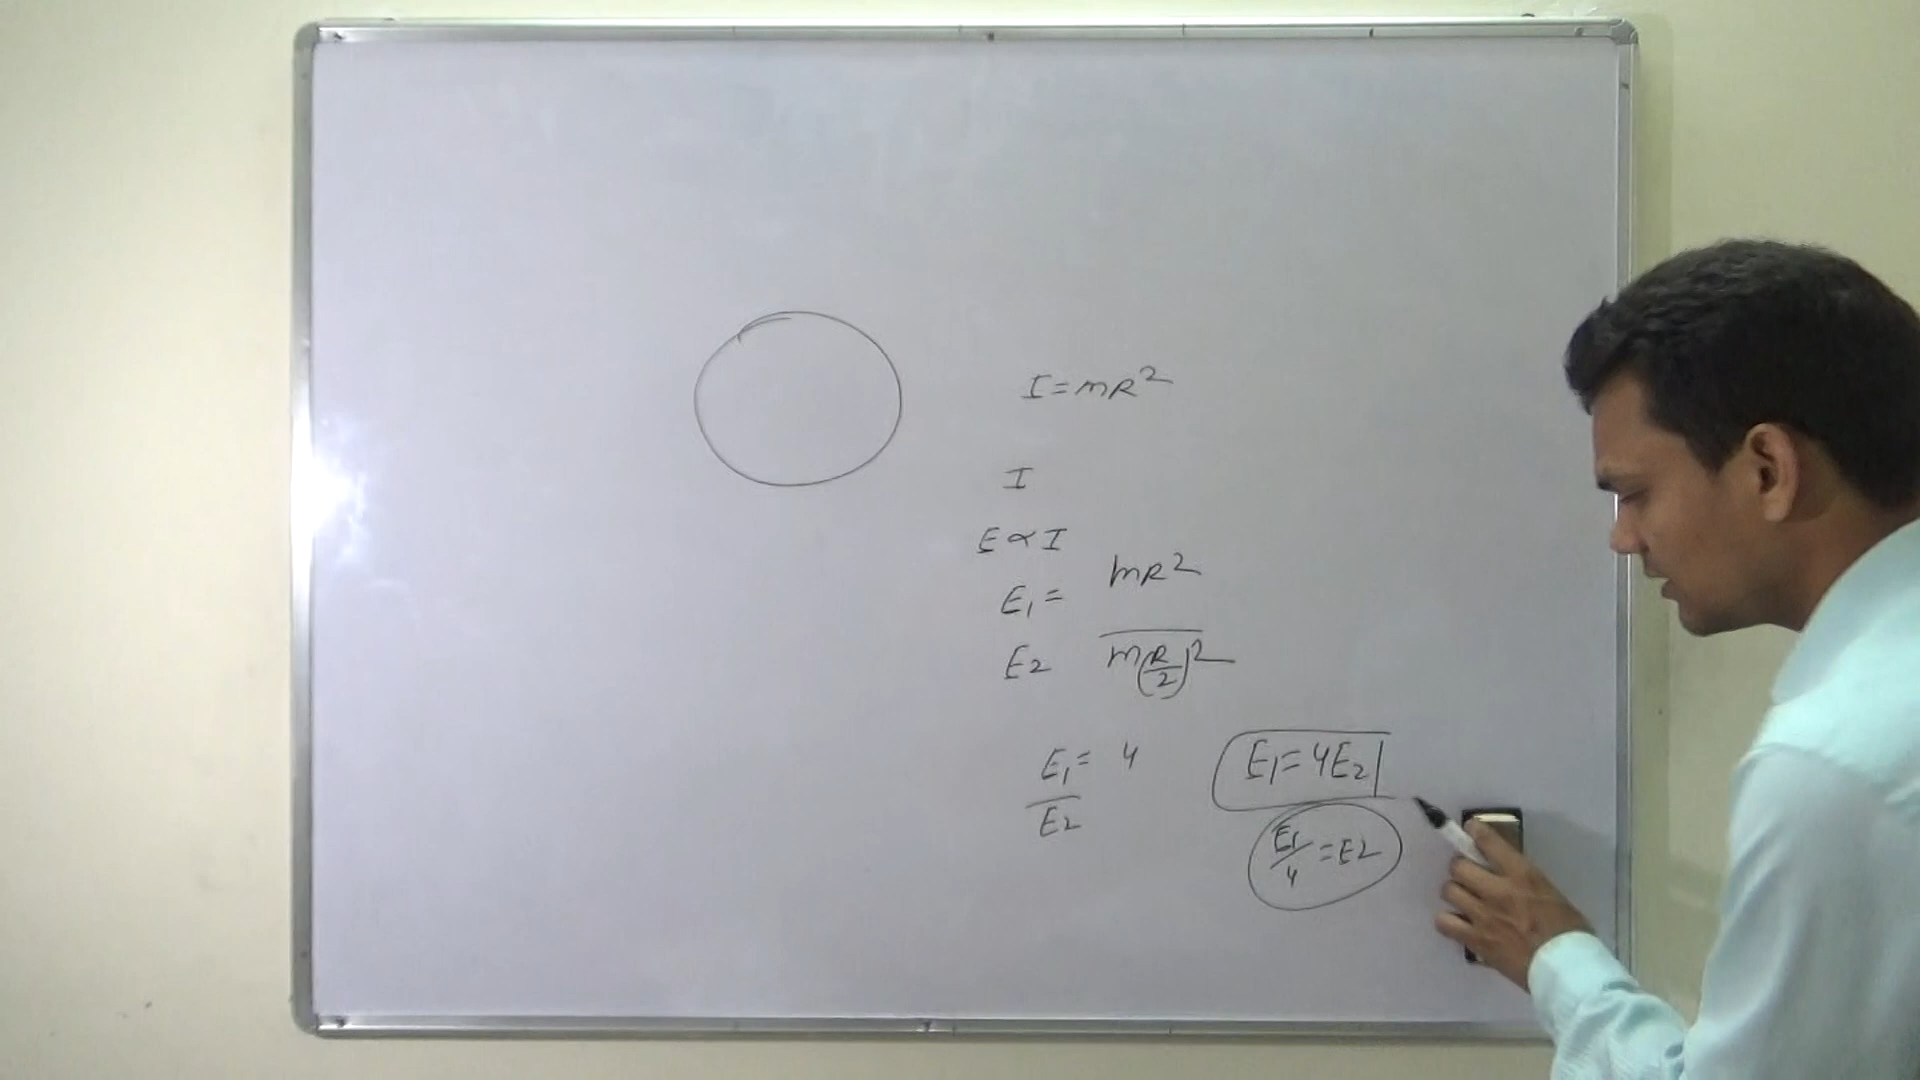 I = mR²
I
E ∝ I
E₁ = mR²
E₂ m(R/2)²
E₁/E₂ = 4
E₁ = 4E₂
E₁/4 = E₂